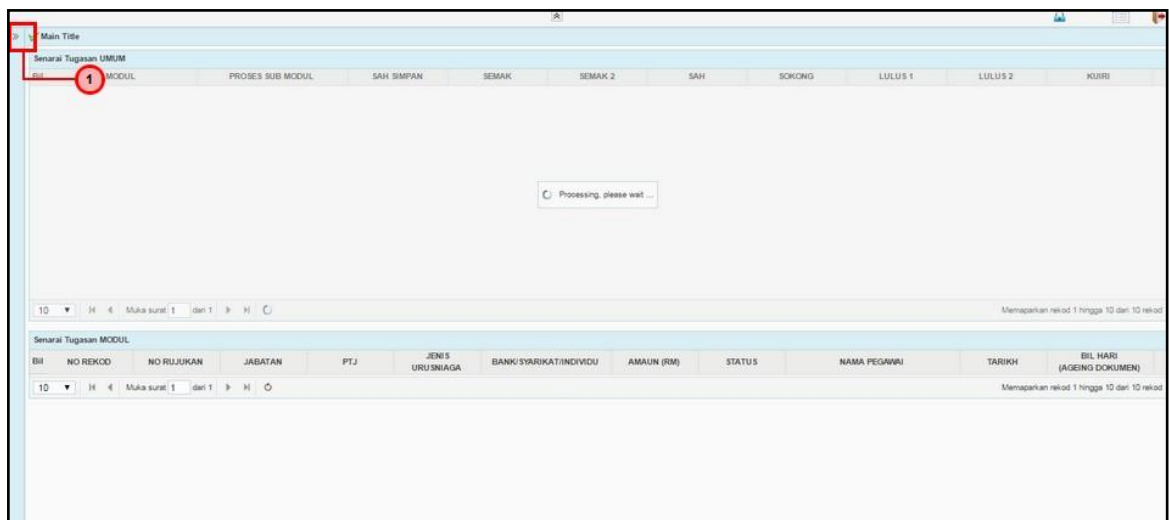 Main Title
Senarai Tugasan UMUM
Bil MODUL PROSES SUB MODUL SAH SIMPAN SEMAK SEMAK 2 SAH SOKONG LULUS 1 LULUS 2 KUIRI
1
Processing, please wait ...
10 Muka surat 1 dari 1 Memaparkan rekod 1 hingga 10 dari 10 rekod
Senarai Tugasan MODUL
Bil NO REKOD NO RUJUKAN JABATAN PTJ JENIS URUSNIAGA BANK/SYARIKAT/INDIVIDU AMAUN (RM) STATUS NAMA PEGAWAI TARIKH BIL HARI (AGEING DOKUMEN)
10 Muka surat 1 dari 1 Memaparkan rekod 1 hingga 10 dari 10 rekod